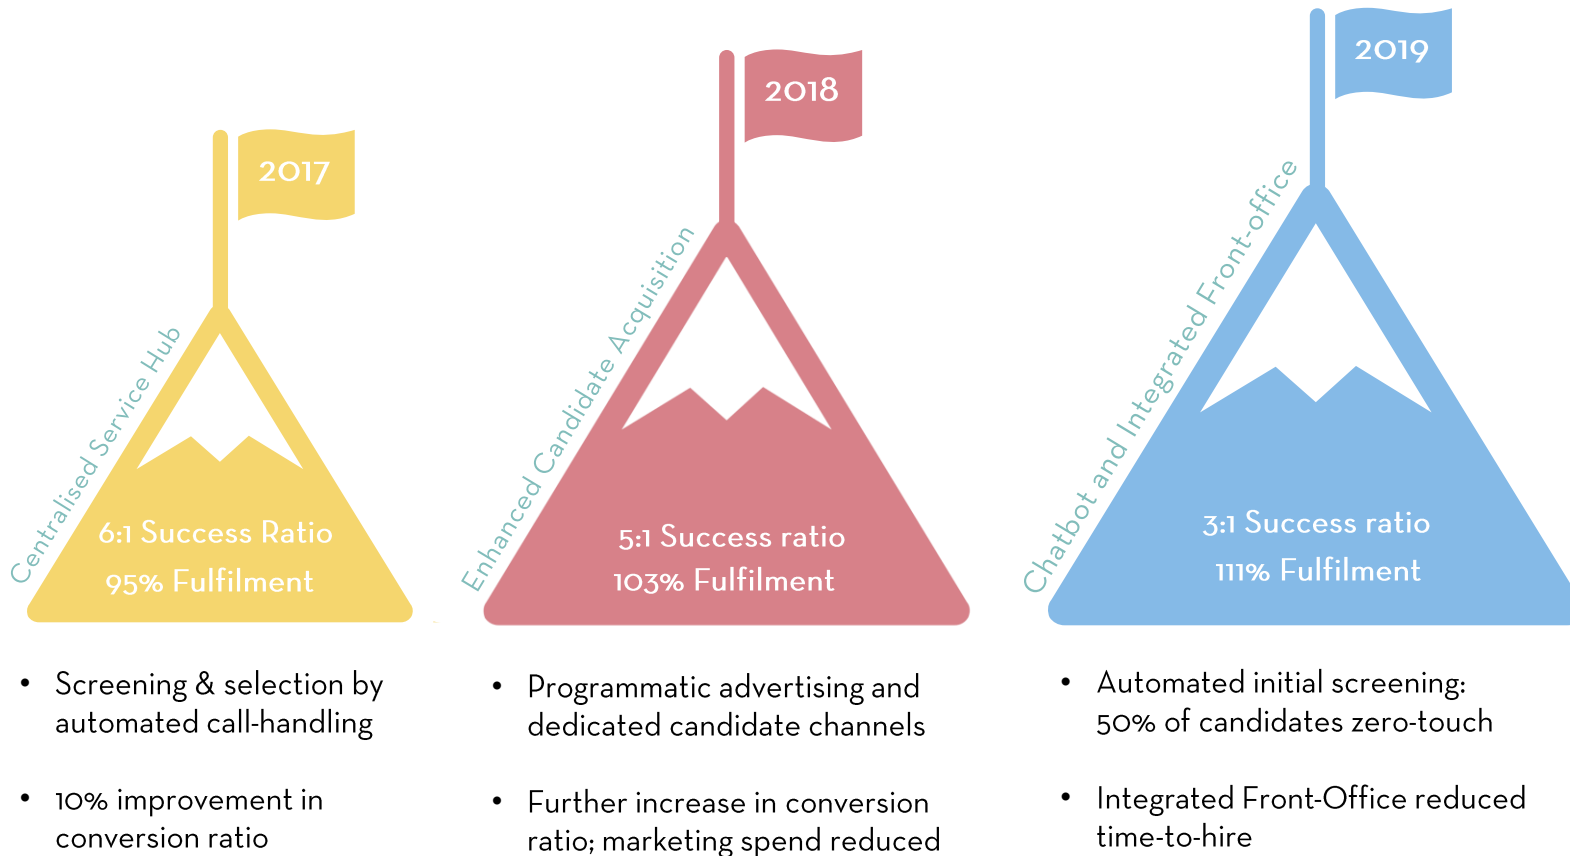 2017
Centralised Service Hub
6:1 Success Ratio
95% Fulfilment
• Screening & selection by
automated call-handling
• 10% improvement in
conversion ratio
2018
Enhanced Candidate Acquisition
5:1 Success ratio
103% Fulfilment
• Programmatic advertising and
dedicated candidate channels
• Further increase in conversion
ratio; marketing spend reduced
2019
Chatbot and Integrated Front-office
3:1 Success ratio
111% Fulfilment
• Automated initial screening:
50% of candidates zero-touch
• Integrated Front-Office reduced
time-to-hire